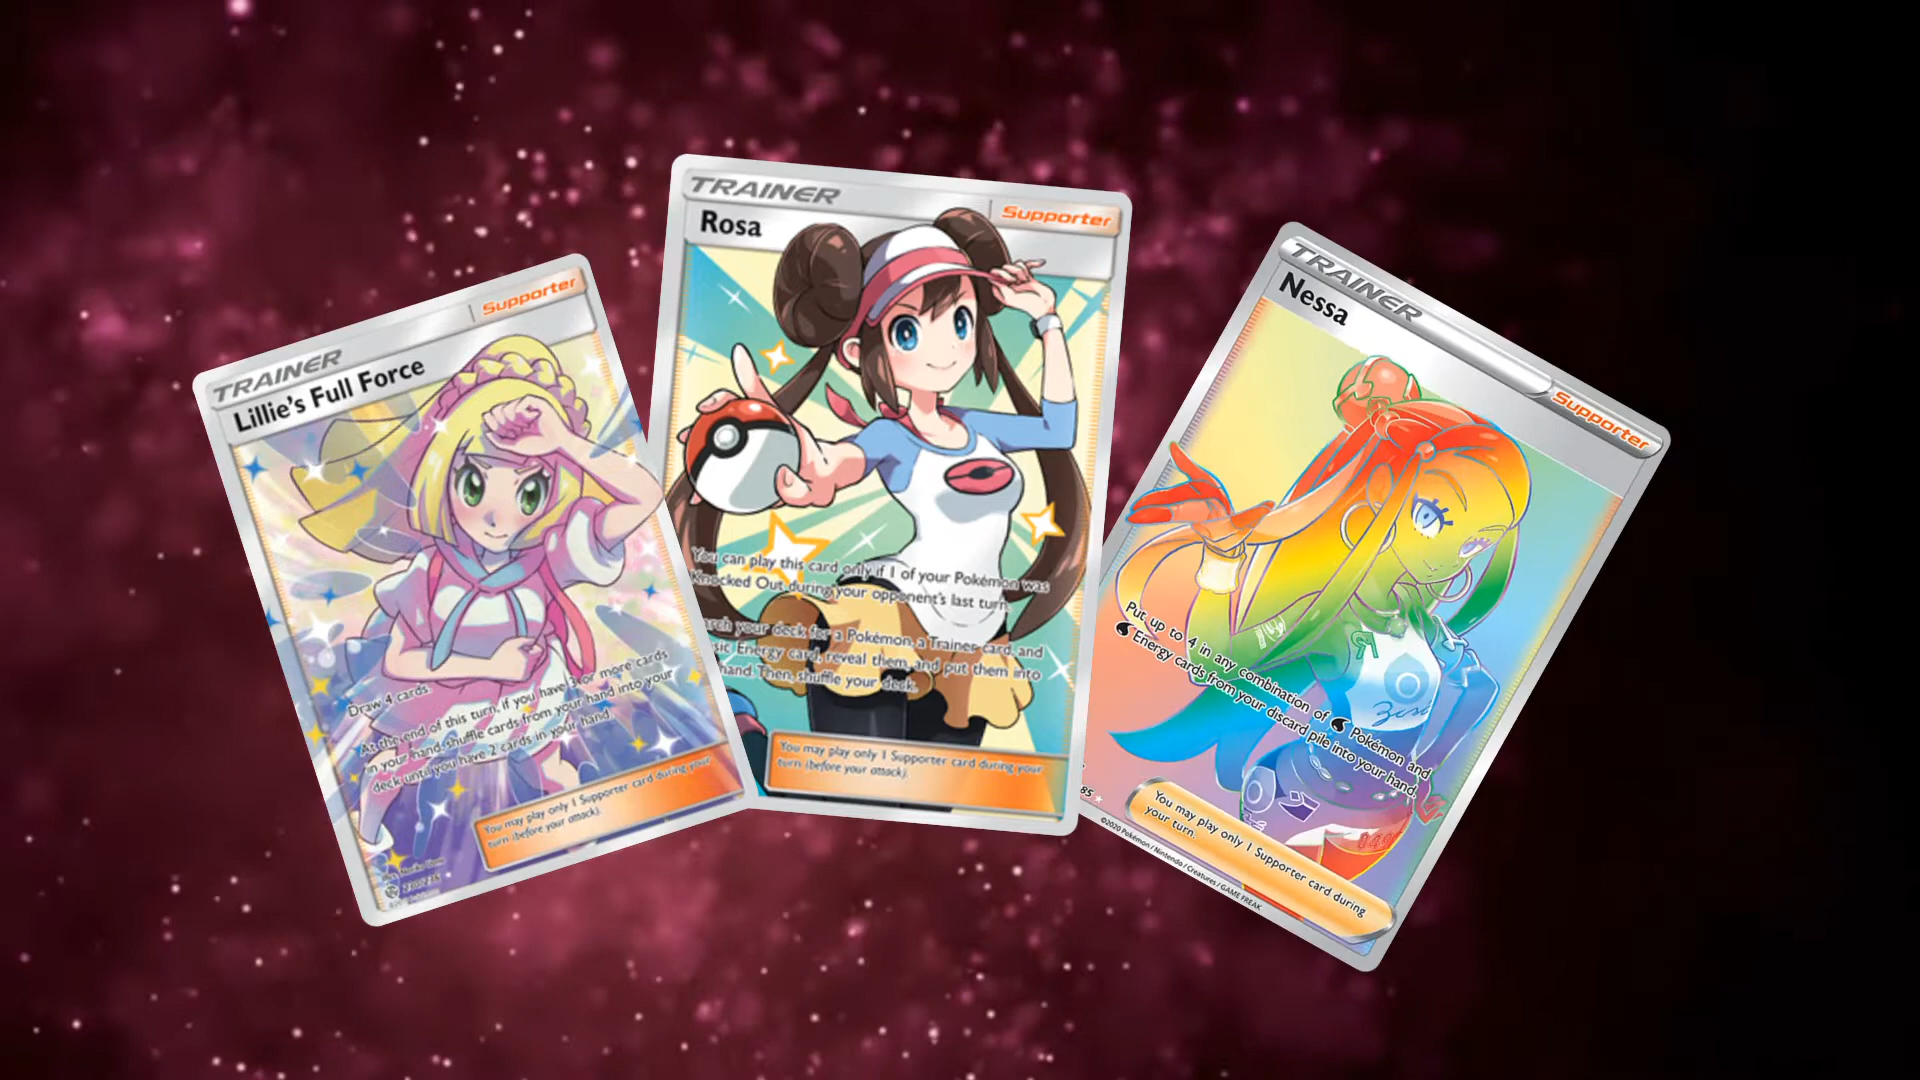 TRAINER
Supporter
Lillie's Full Force
Draw 4 cards.
At the end of this turn, if you have 3 or more cards
in your hand, shuffle cards from your hand into your
deck until you have 2 cards in your hand.
You may play only 1 Supporter card during your
turn (before your attack).
230/236
TRAINER
Supporter
Rosa
You can play this card only if 1 of your Pokémon was
Knocked Out during your opponent's last turn.
arch your deck for a Pokémon, a Trainer card, and
sic Energy card, reveal them, and put them into
hand. Then, shuffle your deck.
You may play only 1 Supporter card during your
turn (before your attack).
TRAINER
Supporter
Nessa
Put up to 4 in any combination of Pokémon and
Energy cards from your discard pile into your hand.
You may play only 1 Supporter card during
your turn.
85
©2020 Pokémon / Nintendo / Creatures / GAME FREAK